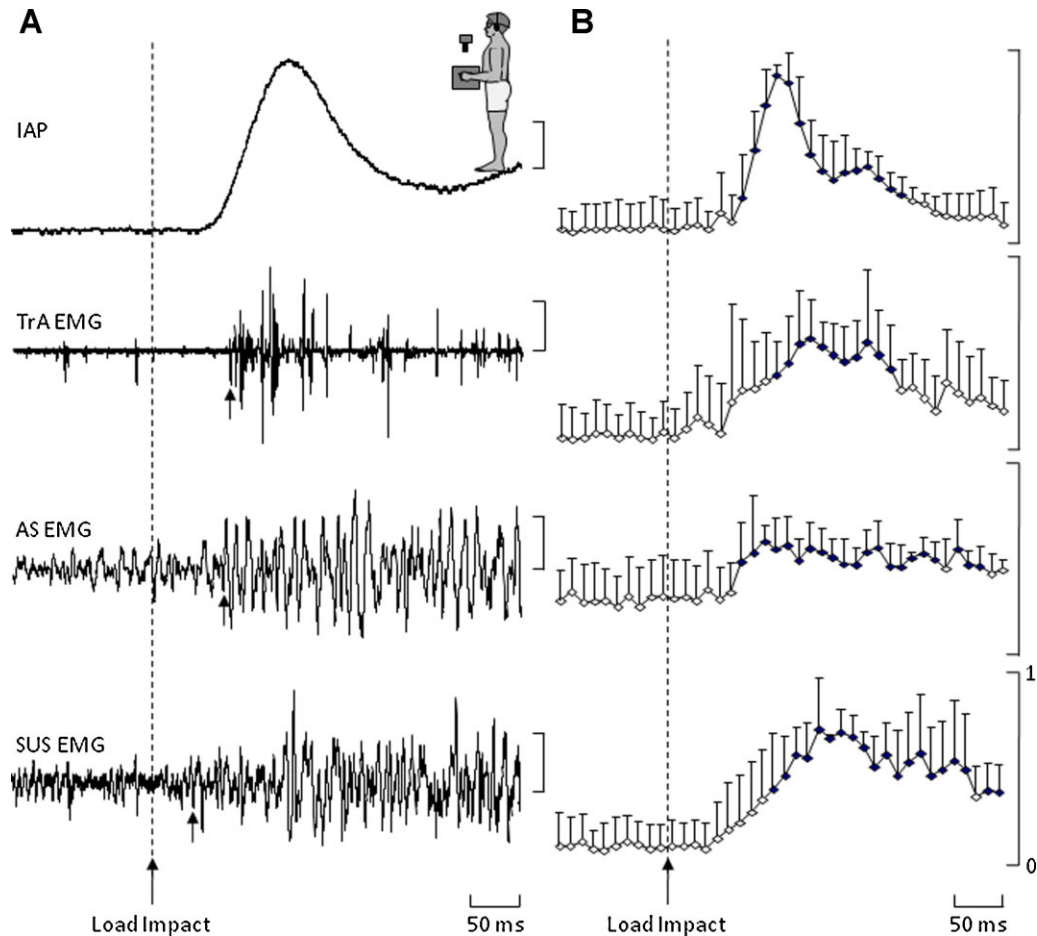 A
B
IAP
TrA EMG
AS EMG
SUS EMG
1
0
Load Impact
50 ms
Load Impact
50 ms